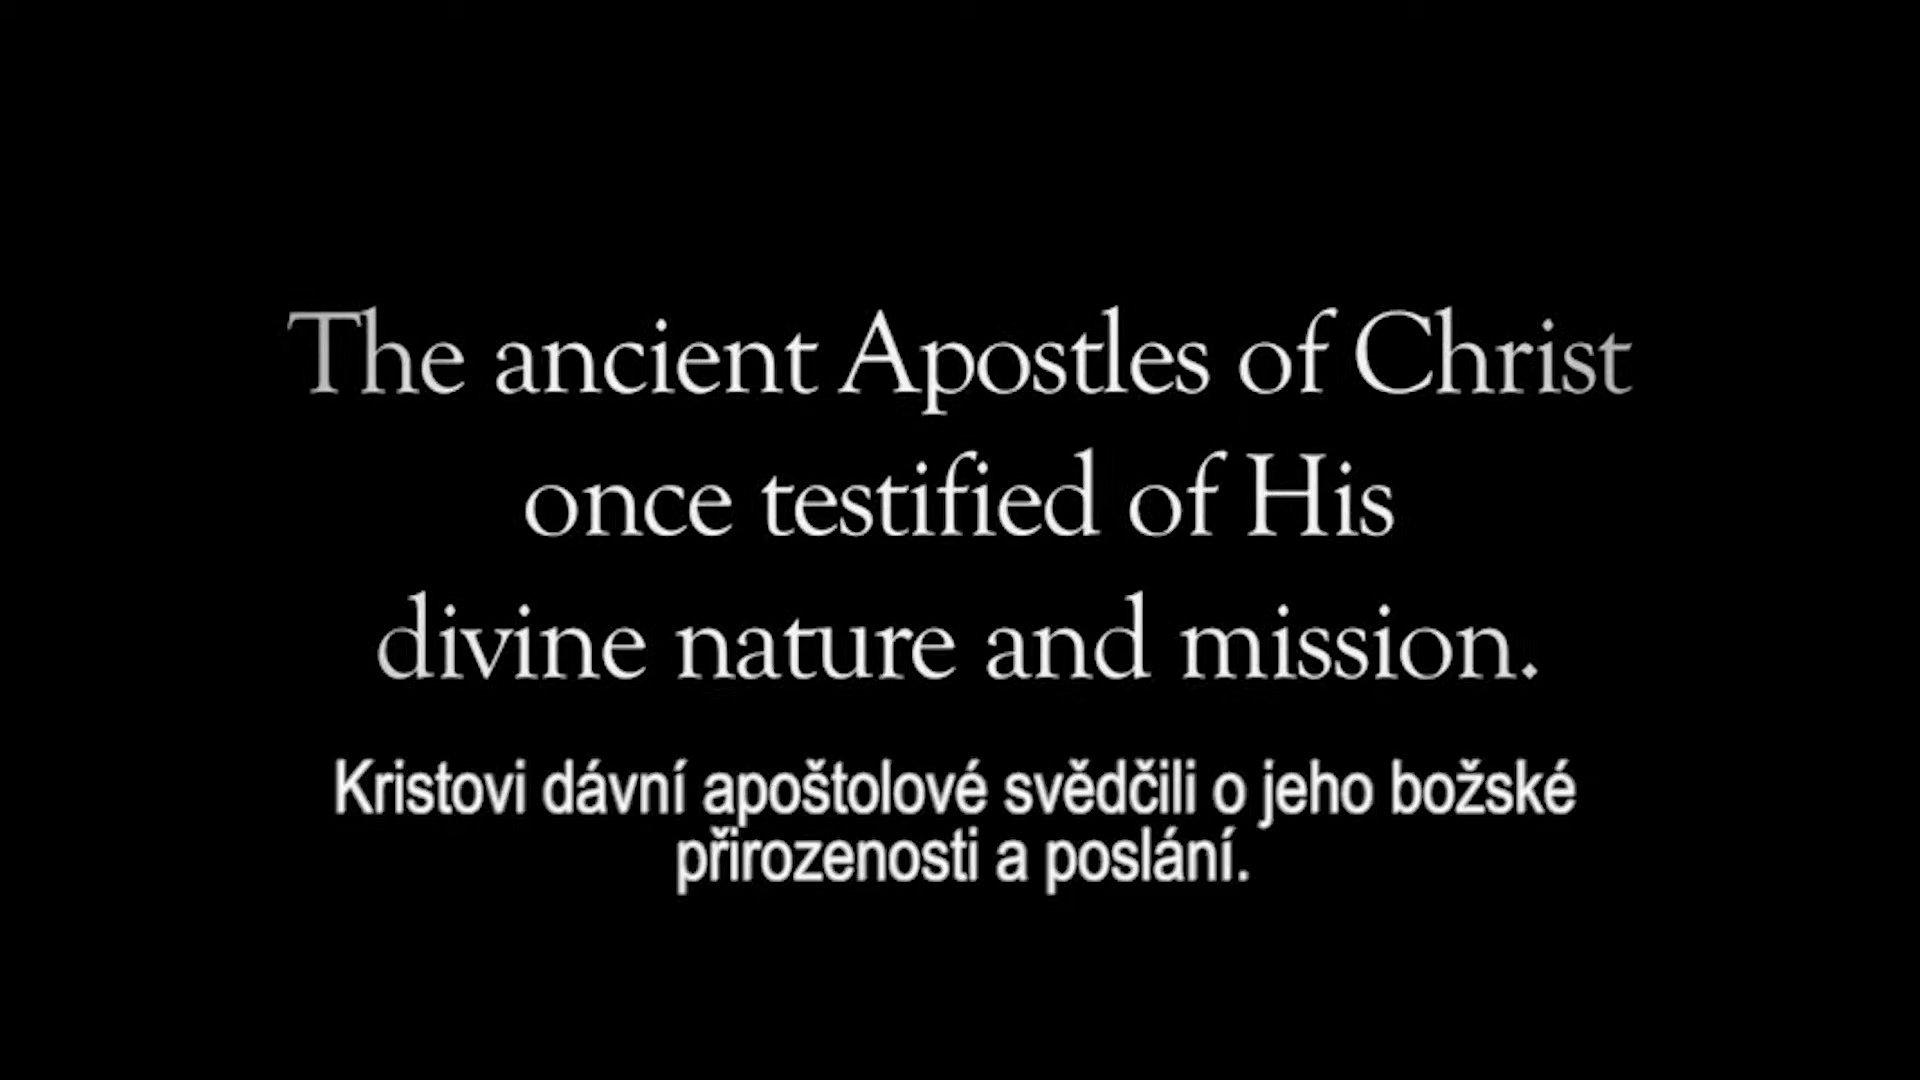 The ancient Apostles of Christ
once testified of His
divine nature and mission.
Kristovi dávní apoštolové svědčili o jeho božské
přirozenosti a poslání.